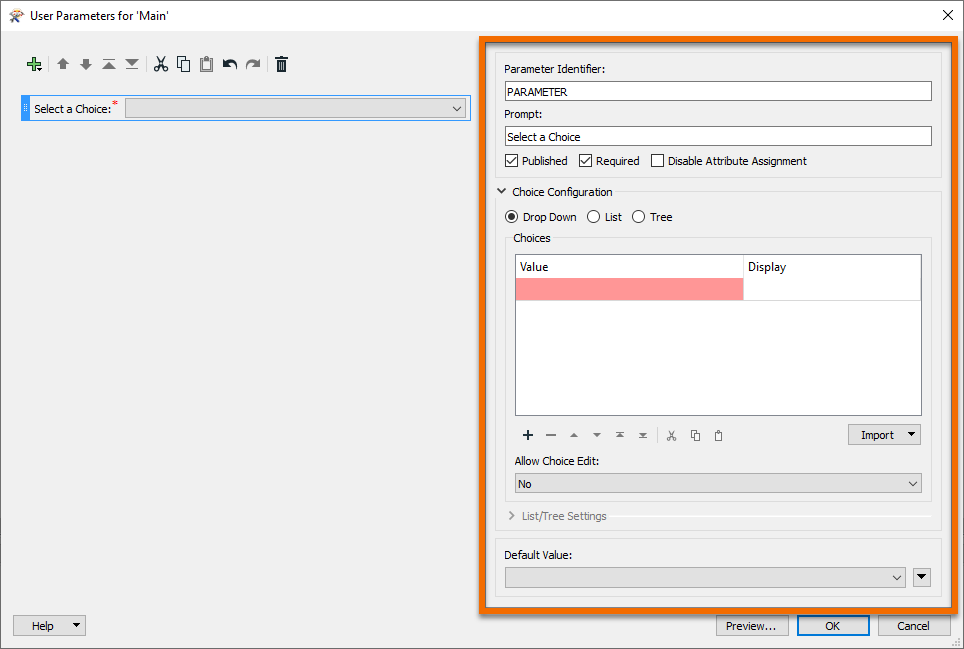 User Parameters for 'Main'
Select a Choice:*
Parameter Identifier:
PARAMETER
Prompt:
Select a Choice
Published Required Disable Attribute Assignment
Choice Configuration
Drop Down List Tree
Choices
Value Display
Import
Allow Choice Edit:
No
List/Tree Settings
Default Value:
Help Preview... OK Cancel